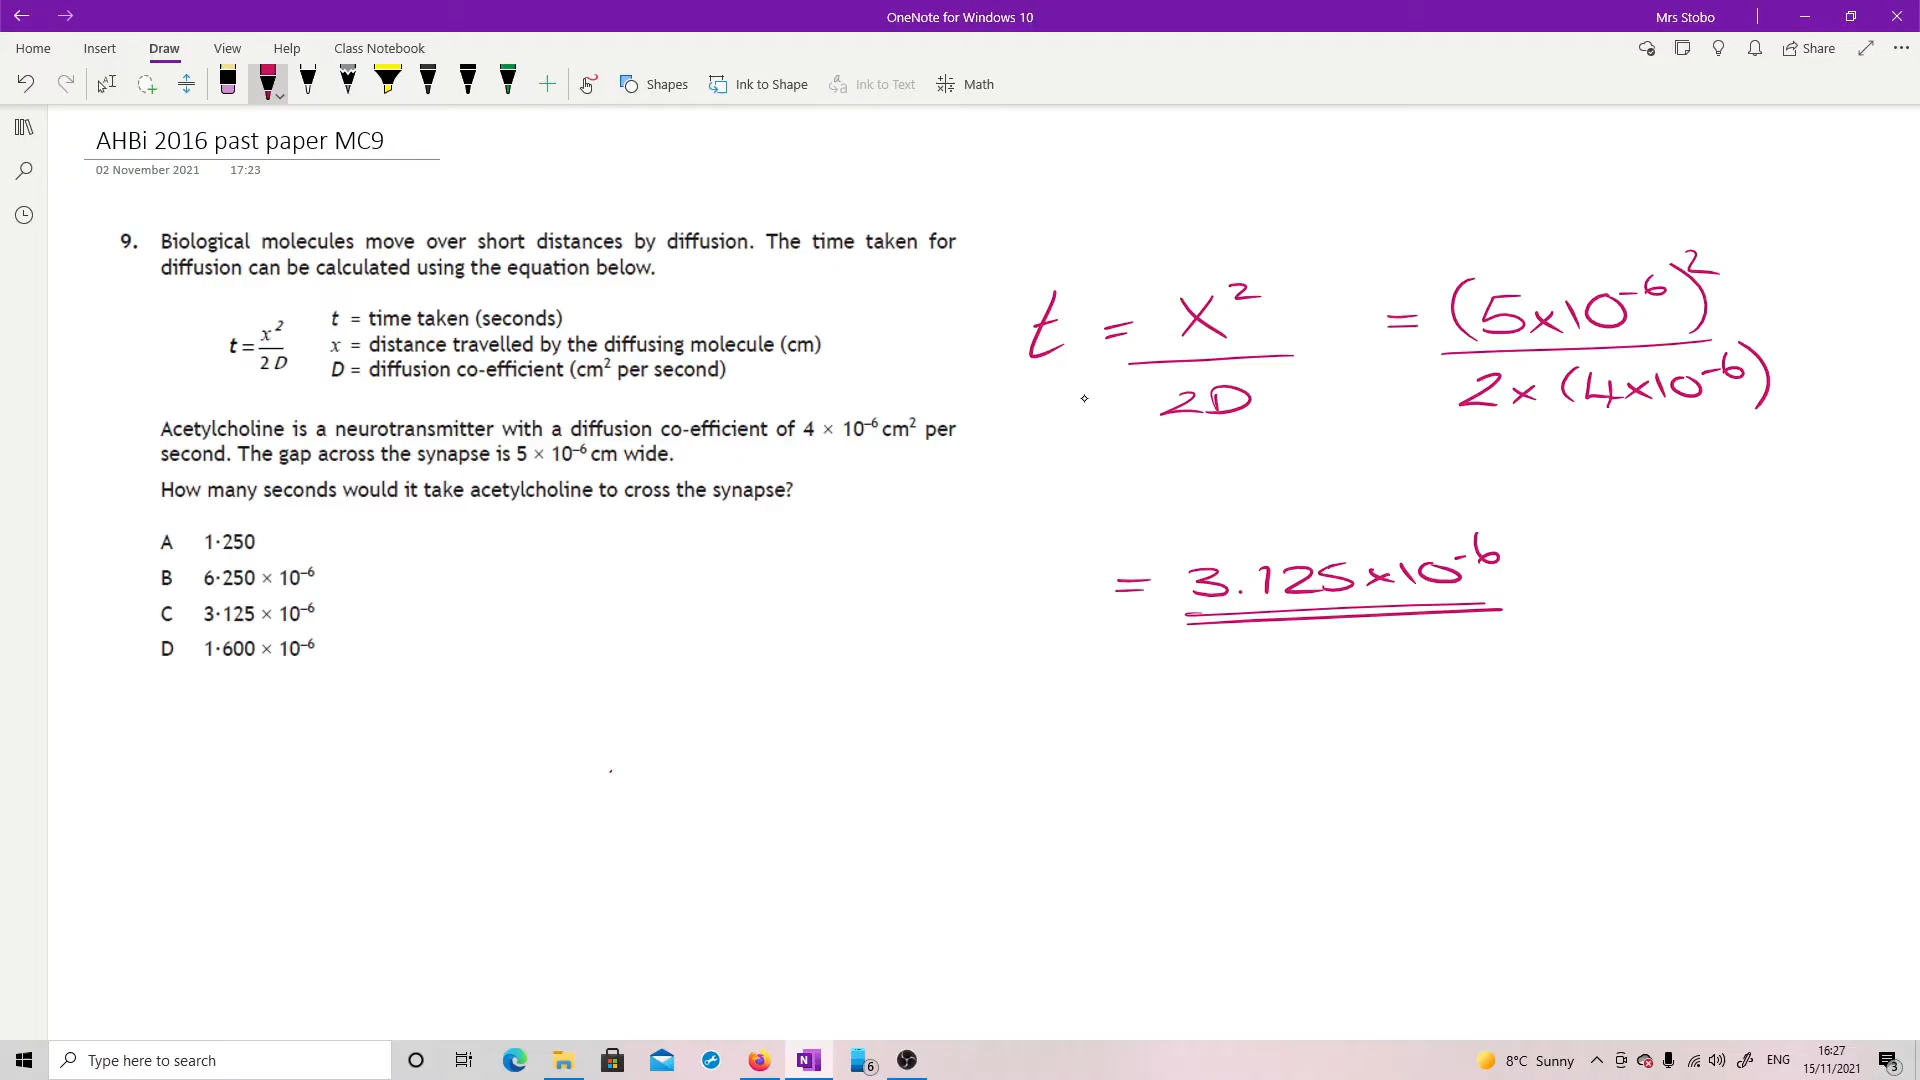 OneNote for Windows 10
Mrs Stobo
Home Insert Draw View Help Class Notebook
Share
Shapes Ink to Shape Ink to Text Math
AHBi 2016 past paper MC9
02 November 2021 17:23
9. Biological molecules move over short distances by diffusion. The time taken for
diffusion can be calculated using the equation below.
t = x² / 2 D
t = time taken (seconds)
x = distance travelled by the diffusing molecule (cm)
D = diffusion co-efficient (cm² per second)
Acetylcholine is a neurotransmitter with a diffusion co-efficient of 4 × 10⁻⁶ cm² per
second. The gap across the synapse is 5 × 10⁻⁶ cm wide.
How many seconds would it take acetylcholine to cross the synapse?
A 1·250
B 6·250 × 10⁻⁶
C 3·125 × 10⁻⁶
D 1·600 × 10⁻⁶
t = x² / 2D = (5x10⁻⁶)² / 2x(4x10⁻⁶)
= 3.125x10⁻⁶
Type here to search
6
8°C Sunny
ENG
16:27
15/11/2021
3